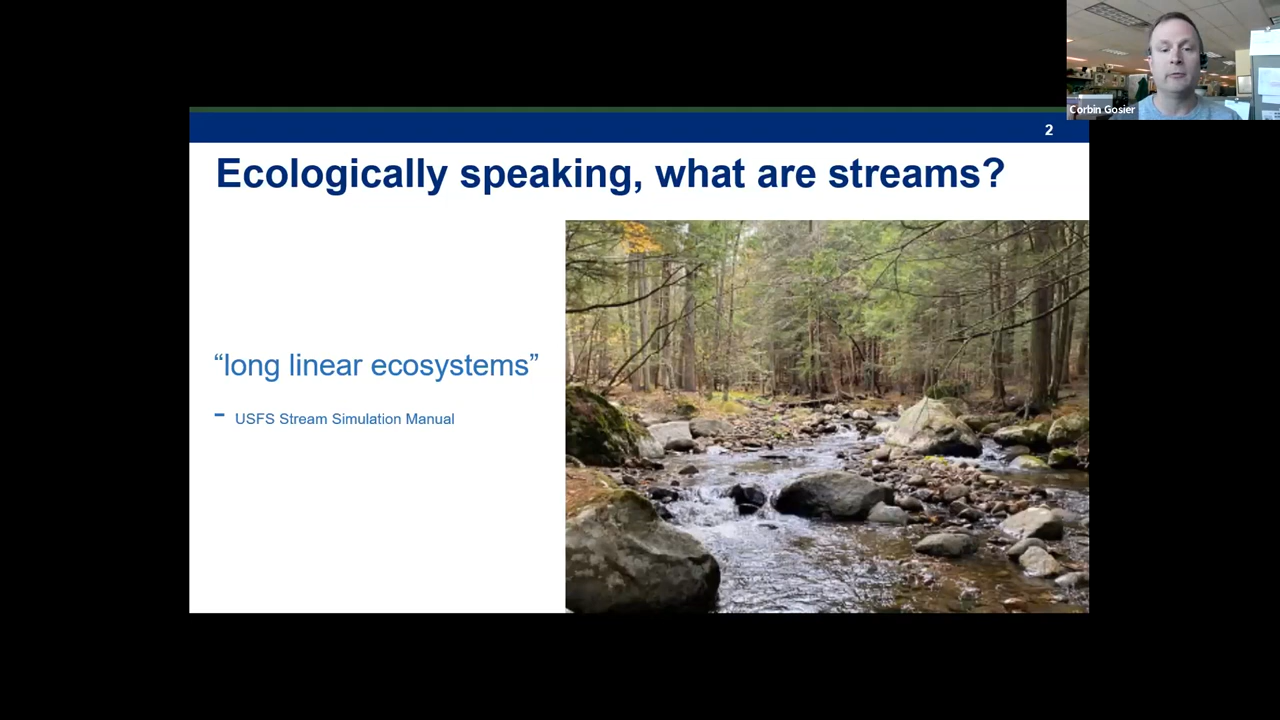 Corbin Gosier
2
Ecologically speaking, what are streams?
“long linear ecosystems”
- USFS Stream Simulation Manual